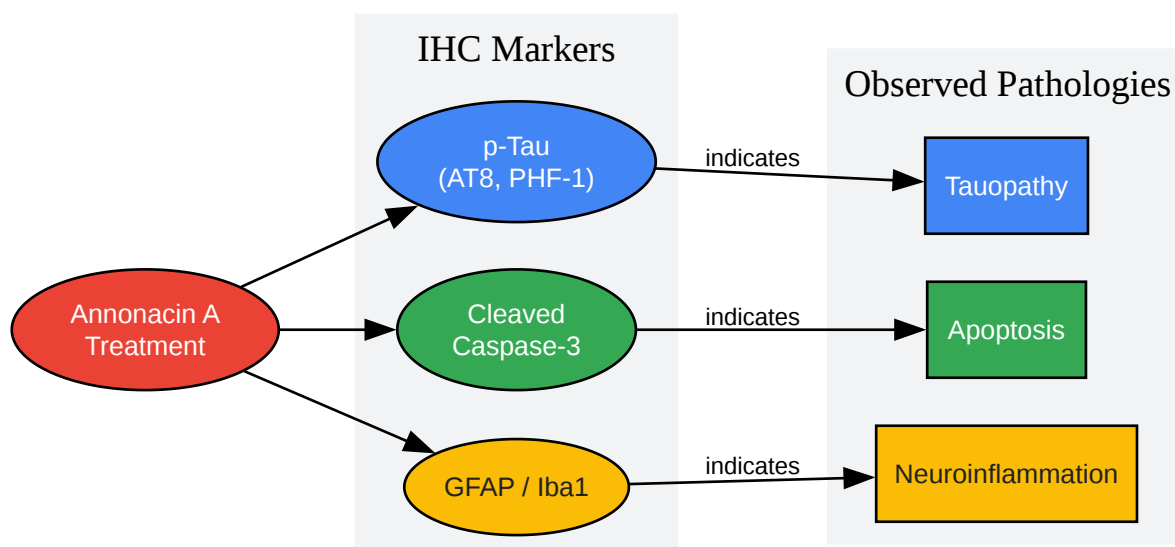 IHC Markers
Observed Pathologies
p-Tau
(AT8, PHF-1)
indicates
Tauopathy
Annonacin A
Treatment
Cleaved
Caspase-3
indicates
Apoptosis
GFAP / Iba1
indicates
Neuroinflammation